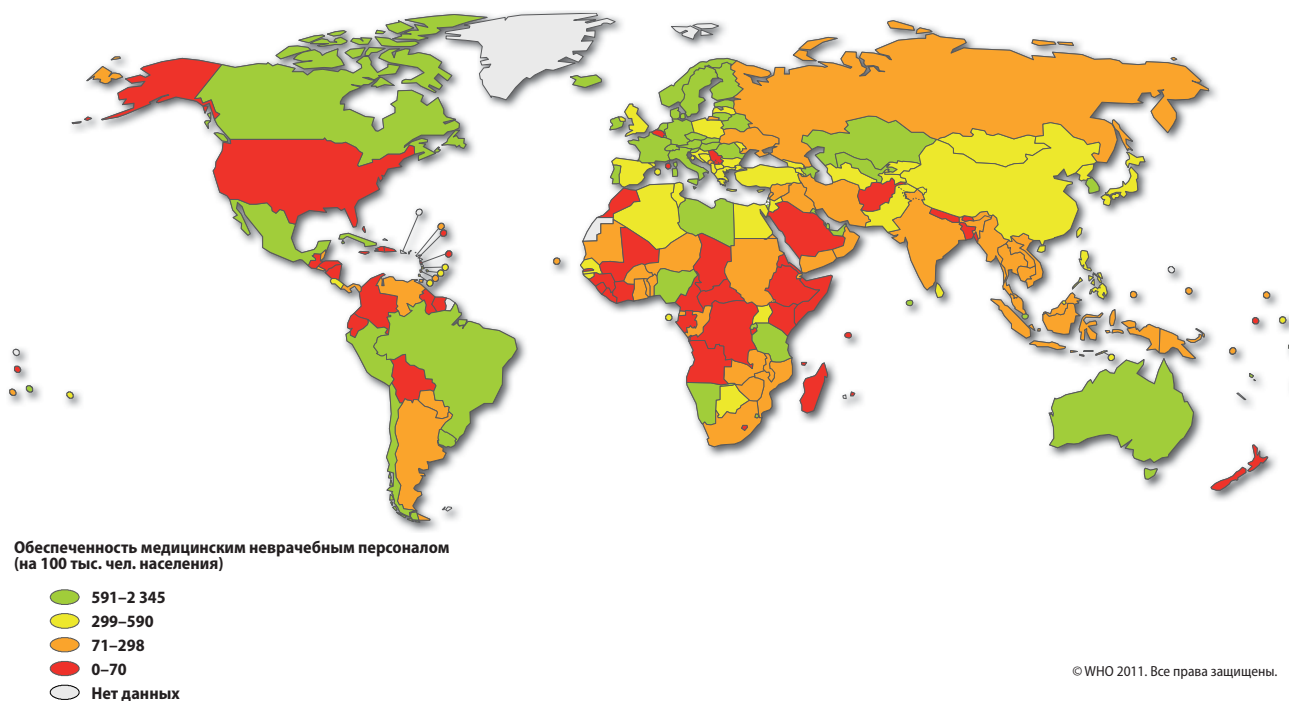 Обеспеченность медицинским неврачебным персоналом
(на 100 тыс. чел. населения)
591–2 345
299–590
71–298
0–70
Нет данных
© WHO 2011. Все права защищены.